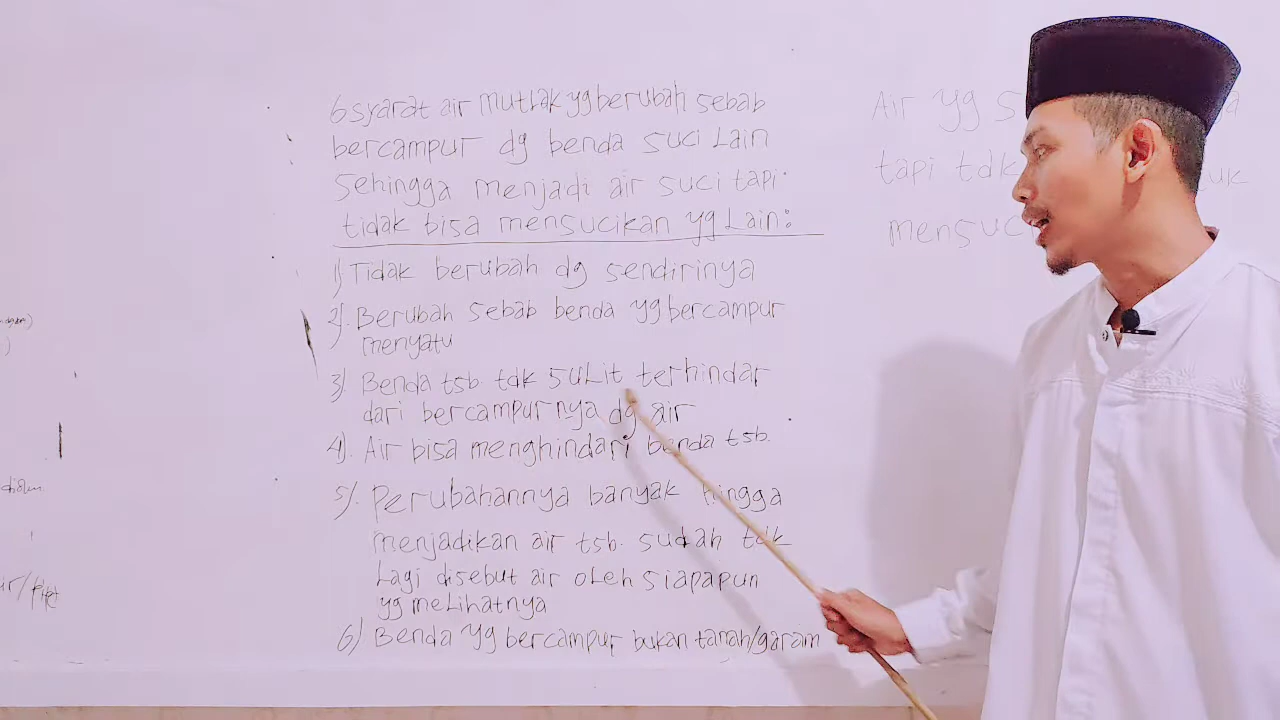 6 syarat air mutlak yg berubah sebab
bercampur dg benda suci Lain
Sehingga menjadi air suci tapi
tidak bisa mensucikan yg Lain:
1) Tidak berubah dg sendirinya
2). Berubah sebab benda yg bercampur
menyatu
3) Benda tsb. tdk sulit terhindar
dari bercampurnya dg air
4). Air bisa menghindari benda tsb.
5). Perubahannya banyak hingga
menjadikan air tsb. sudah tdk
Lagi disebut air oleh siapapun
yg melihatnya
6) Benda yg bercampur bukan tanah/garam
Air yg
tapi tdk